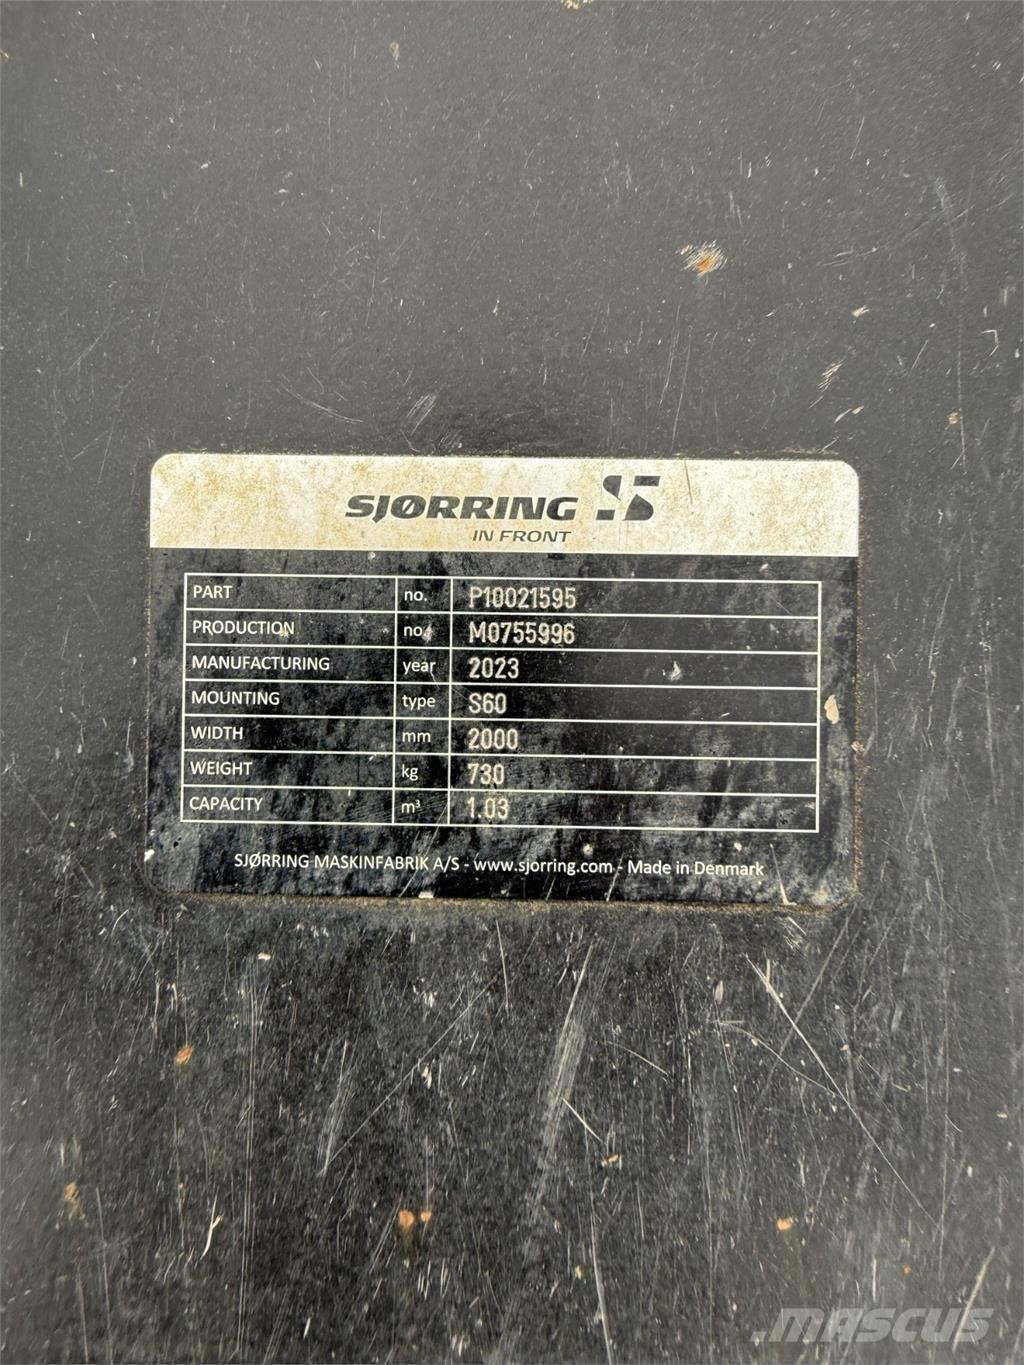 SJØRRING
IN FRONT
PART no. P10021595
PRODUCTION no. M0755996
MANUFACTURING year 2023
MOUNTING type S60
WIDTH mm 2000
WEIGHT kg 730
CAPACITY m³ 1.03
SJØRRING MASKINFABRIK A/S - www.sjorring.com - Made in Denmark
MASCUS